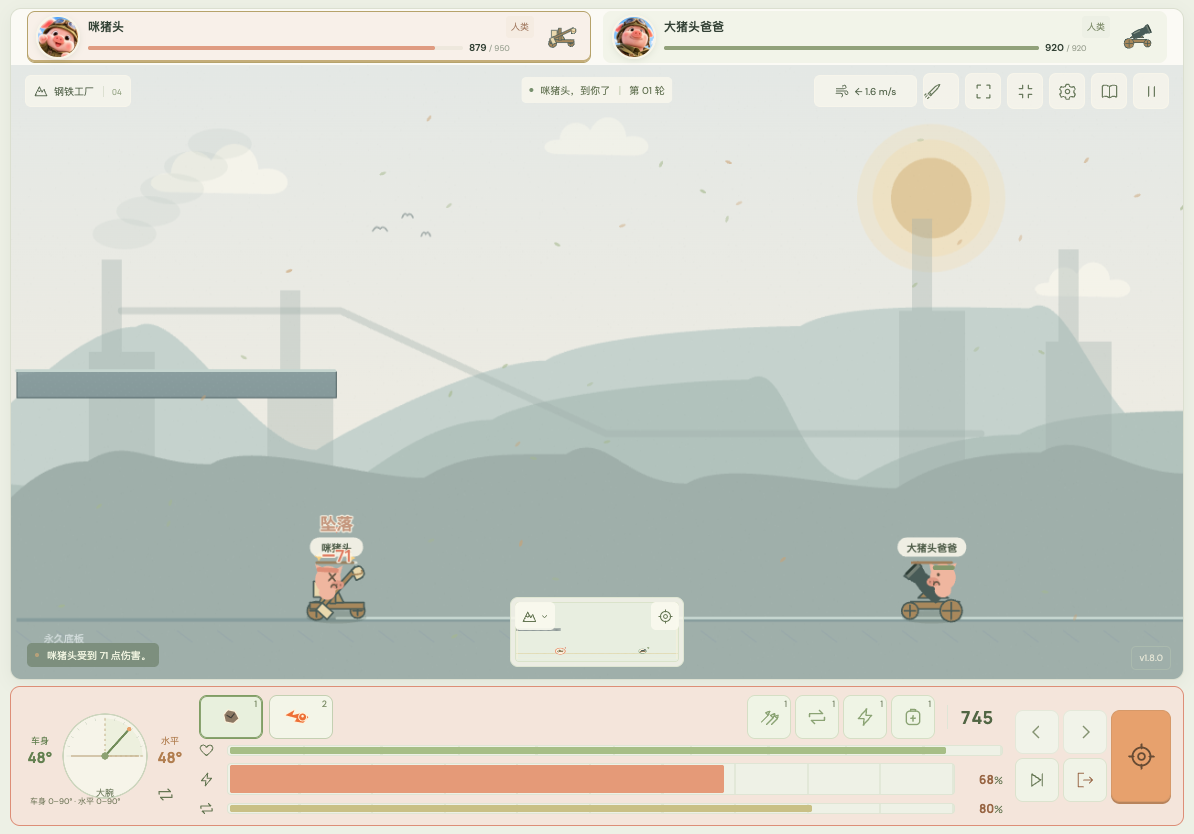 咪猪头
人类
879 / 950
大猪头爸爸
人类
920 / 920
钢铁工厂 04
咪猪头，到你了 | 第 01 轮
← 1.6 m/s
坠落
咪猪头
−71
大猪头爸爸
永久底板
咪猪头受到 71 点伤害。
v1.8.0
车身
48°
水平
48°
大腕
车身 0–90° · 水平 0–90°
1
2
1
1
1
1
745
68%
80%